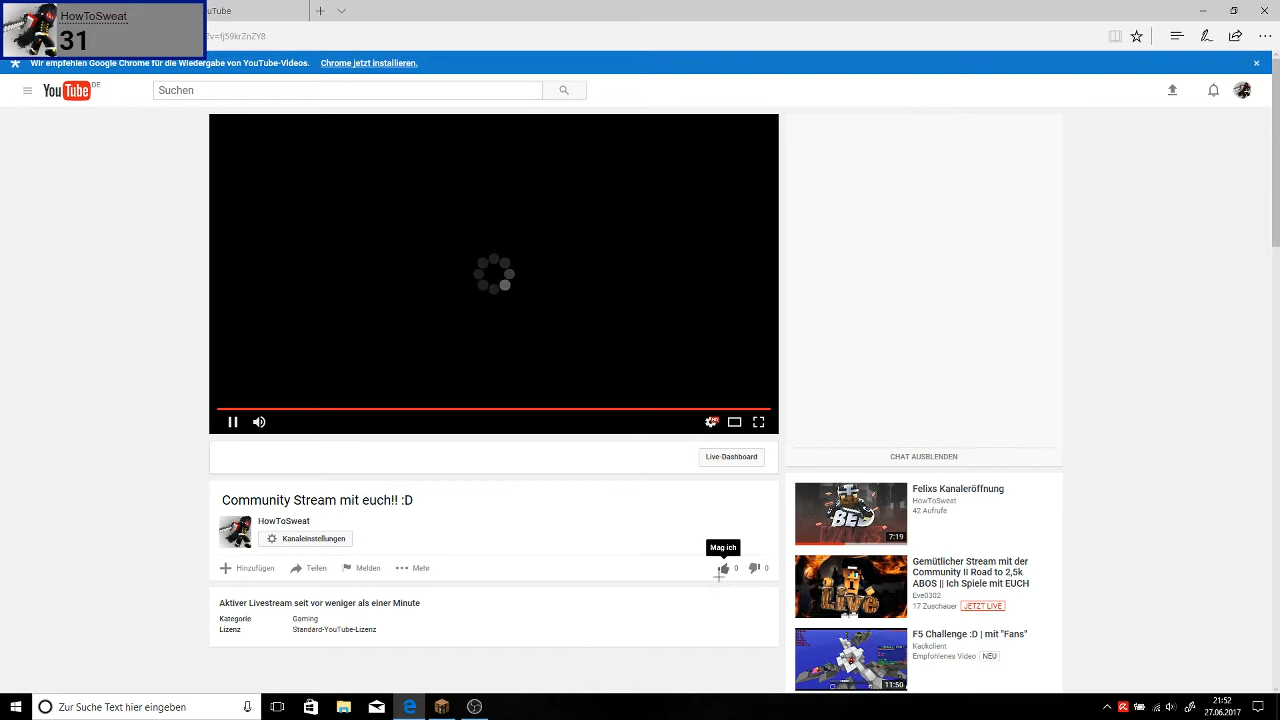 HowToSweat
31
uTube
?v=fj59krZnZY8
Wir empfehlen Google Chrome für die Wiedergabe von YouTube-Videos. Chrome jetzt installieren.
YouTube DE
Suchen
CHAT AUSBLENDEN
Live-Dashboard
Community Stream mit euch!! :D
HowToSweat
Kanaleinstellungen
Mag ich
Hinzufügen Teilen Melden Mehr 0 0
Aktiver Livestream seit vor weniger als einer Minute
Kategorie Gaming
Lizenz Standard-YouTube-Lizenz
BED
7:19
Felixs Kanaleröffnung
HowToSweat
42 Aufrufe
Live
Gemütlicher Stream mit der
Community II Road to 2,5k
ABOS || Ich Spiele mit EUCH
Eve0302
17 Zuschauer JETZT LIVE
11:50
F5 Challenge :D | mit "Fans"
Kackclient
Empfohlenes Video NEU
Zur Suche Text hier eingeben
21:52
27.06.2017